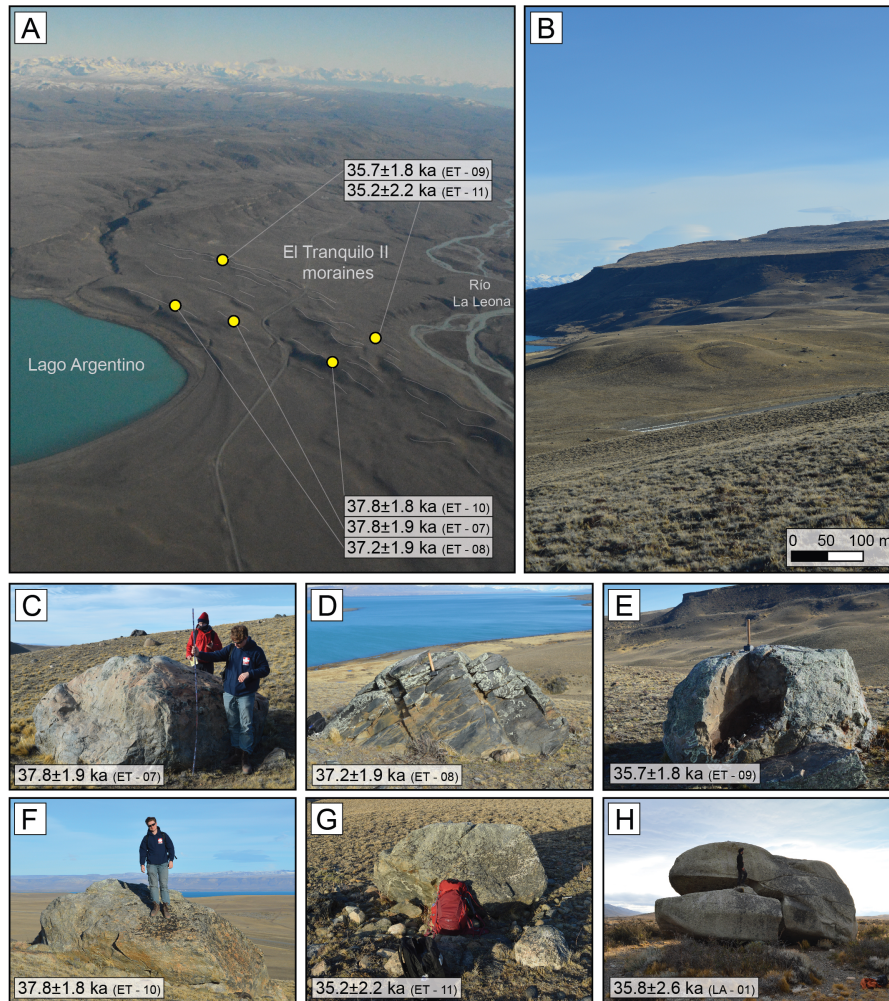 A
35.7±1.8 ka (ET - 09)
35.2±2.2 ka (ET - 11)
El Tranquilo II
moraines
Río
La Leona
Lago Argentino
37.8±1.8 ka (ET - 10)
37.8±1.9 ka (ET - 07)
37.2±1.9 ka (ET - 08)
B
0 50 100 m
C
37.8±1.9 ka (ET - 07)
D
37.2±1.9 ka (ET - 08)
E
35.7±1.8 ka (ET - 09)
F
37.8±1.8 ka (ET - 10)
G
35.2±2.2 ka (ET - 11)
H
35.8±2.6 ka (LA - 01)